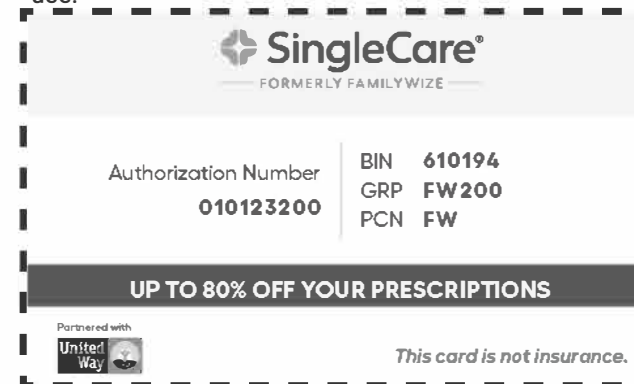 SingleCare®
FORMERLY FAMILYWIZE
Authorization Number
010123200
BIN 610194
GRP FW200
PCN FW
UP TO 80% OFF YOUR PRESCRIPTIONS
Partnered with
United
Way
This card is not insurance.